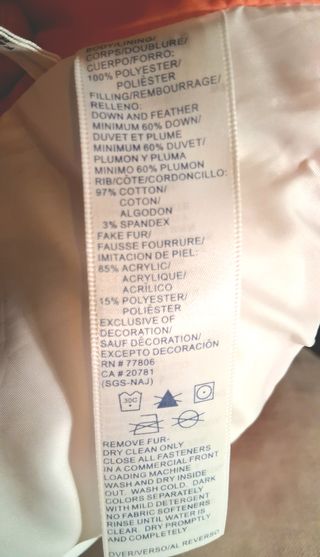 BODY/LINING/
CORPS/DOUBLURE/
CUERPO/FORRO:
100% POLYESTER/
POLIÈSTER
FILLING/REMBOURRAGE/
RELLENO:
DOWN AND FEATHER
MINIMUM 60% DOWN/
DUVET ET PLUME
MINIMUM 60% DUVET/
PLUMON Y PLUMA
MINIMO 60% PLUMON
RIB/CÔTE/CORDONCILLO:
97% COTTON/
COTON/
ALGODON
3% SPANDEX
FAKE FUR/
FAUSSE FOURRURE/
IMITACION DE PIEL:
85% ACRYLIC/
ACRYLIQUE/
ACRÍLICO
15% POLYESTER/
POLIÈSTER
EXCLUSIVE OF
DECORATION/
SAUF DÉCORATION/
EXCEPTO DECORACIÓN
RN # 77806
CA # 20781
(SGS-NAJ)
30C
REMOVE FUR-
DRY CLEAN ONLY
CLOSE ALL FASTENERS
IN A COMMERCIAL FRONT
LOADING MACHINE
WASH AND DRY INSIDE
OUT. WASH COLD. DARK
COLORS SEPARATELY
WITH MILD DETERGENT
NO FABRIC SOFTENERS
RINSE UNTIL WATER IS
CLEAR. DRY PROMPTLY
AND COMPLETELY
OVER/VERSO/AL REVERSO